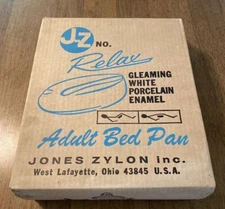 J-Z NO.
Relax
GLEAMING
WHITE
PORCELAIN
ENAMEL
Adult Bed Pan
JONES ZYLON inc.
West Lafayette, Ohio 43845 U.S.A.